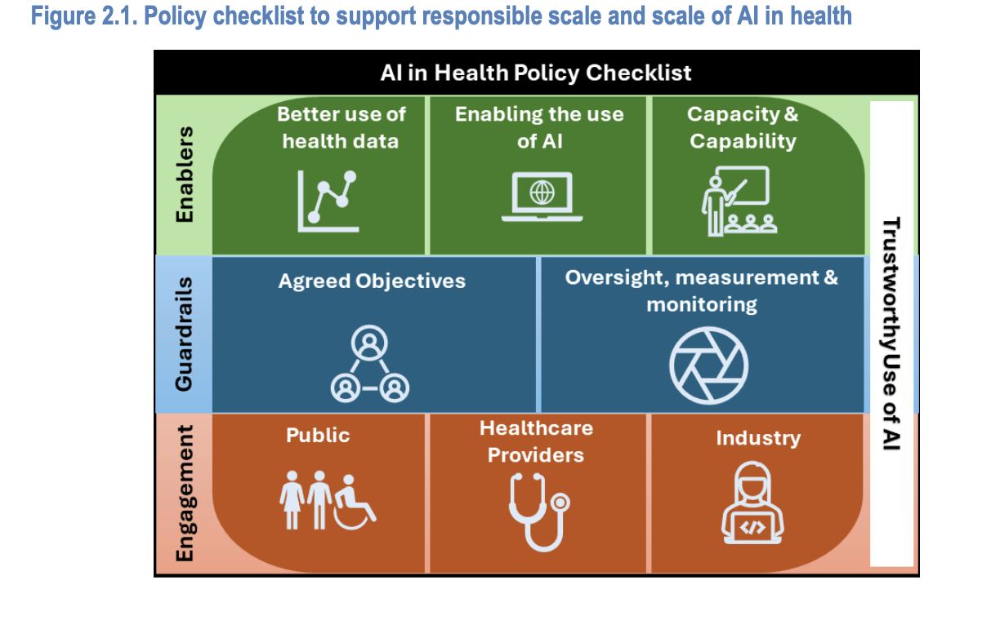 Figure 2.1. Policy checklist to support responsible scale and scale of AI in health
AI in Health Policy Checklist
Enablers
Better use of
health data
Enabling the use
of AI
Capacity &
Capability
Guardrails
Agreed Objectives
Oversight, measurement &
monitoring
Engagement
Public
Healthcare
Providers
Industry
</>
Trustworthy Use of AI